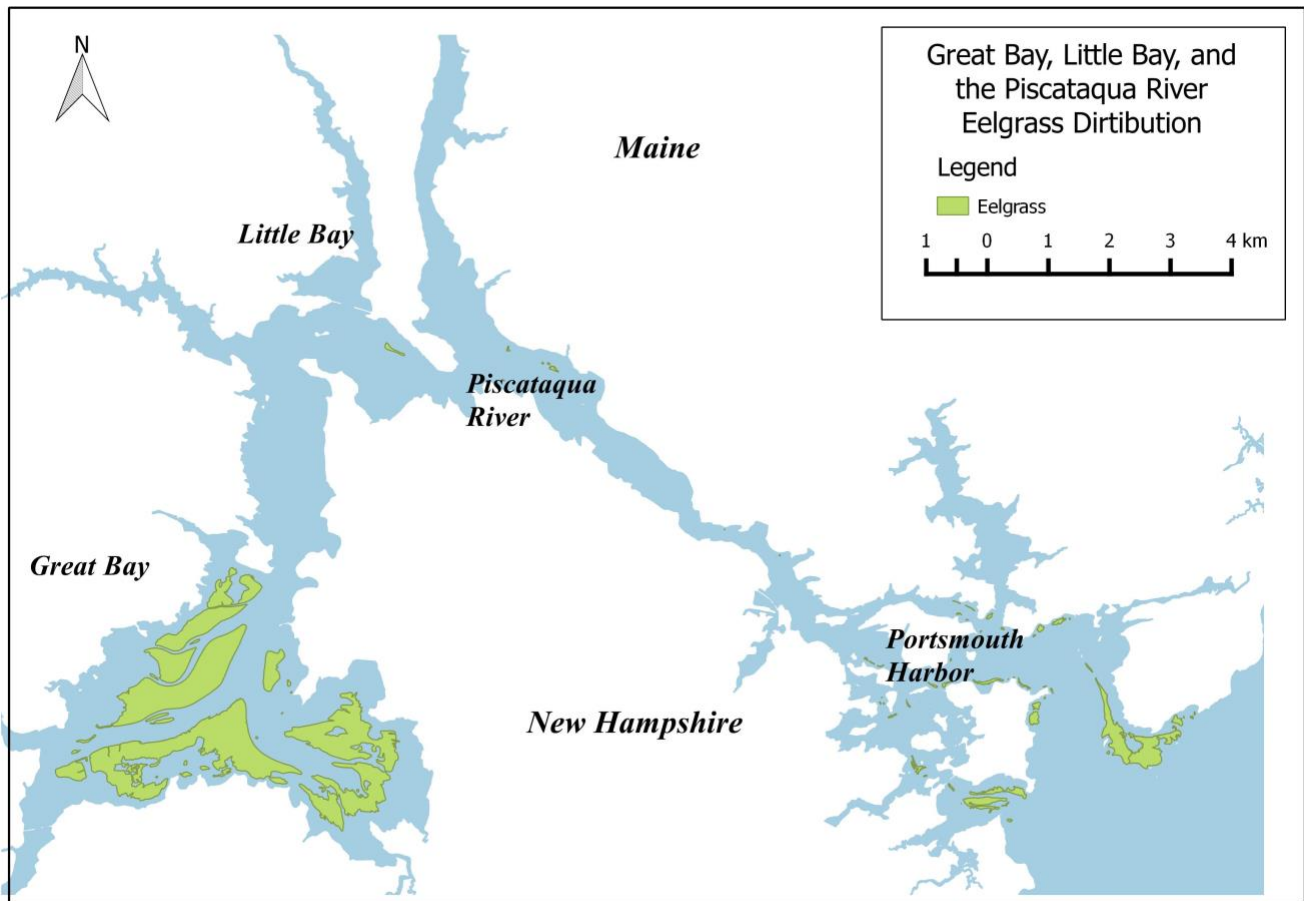 N
Great Bay, Little Bay, and
the Piscataqua River
Eelgrass Dirtibution
Legend
Eelgrass
1 0 1 2 3 4 km
Maine
Little Bay
Piscataqua
River
Great Bay
Portsmouth
Harbor
New Hampshire